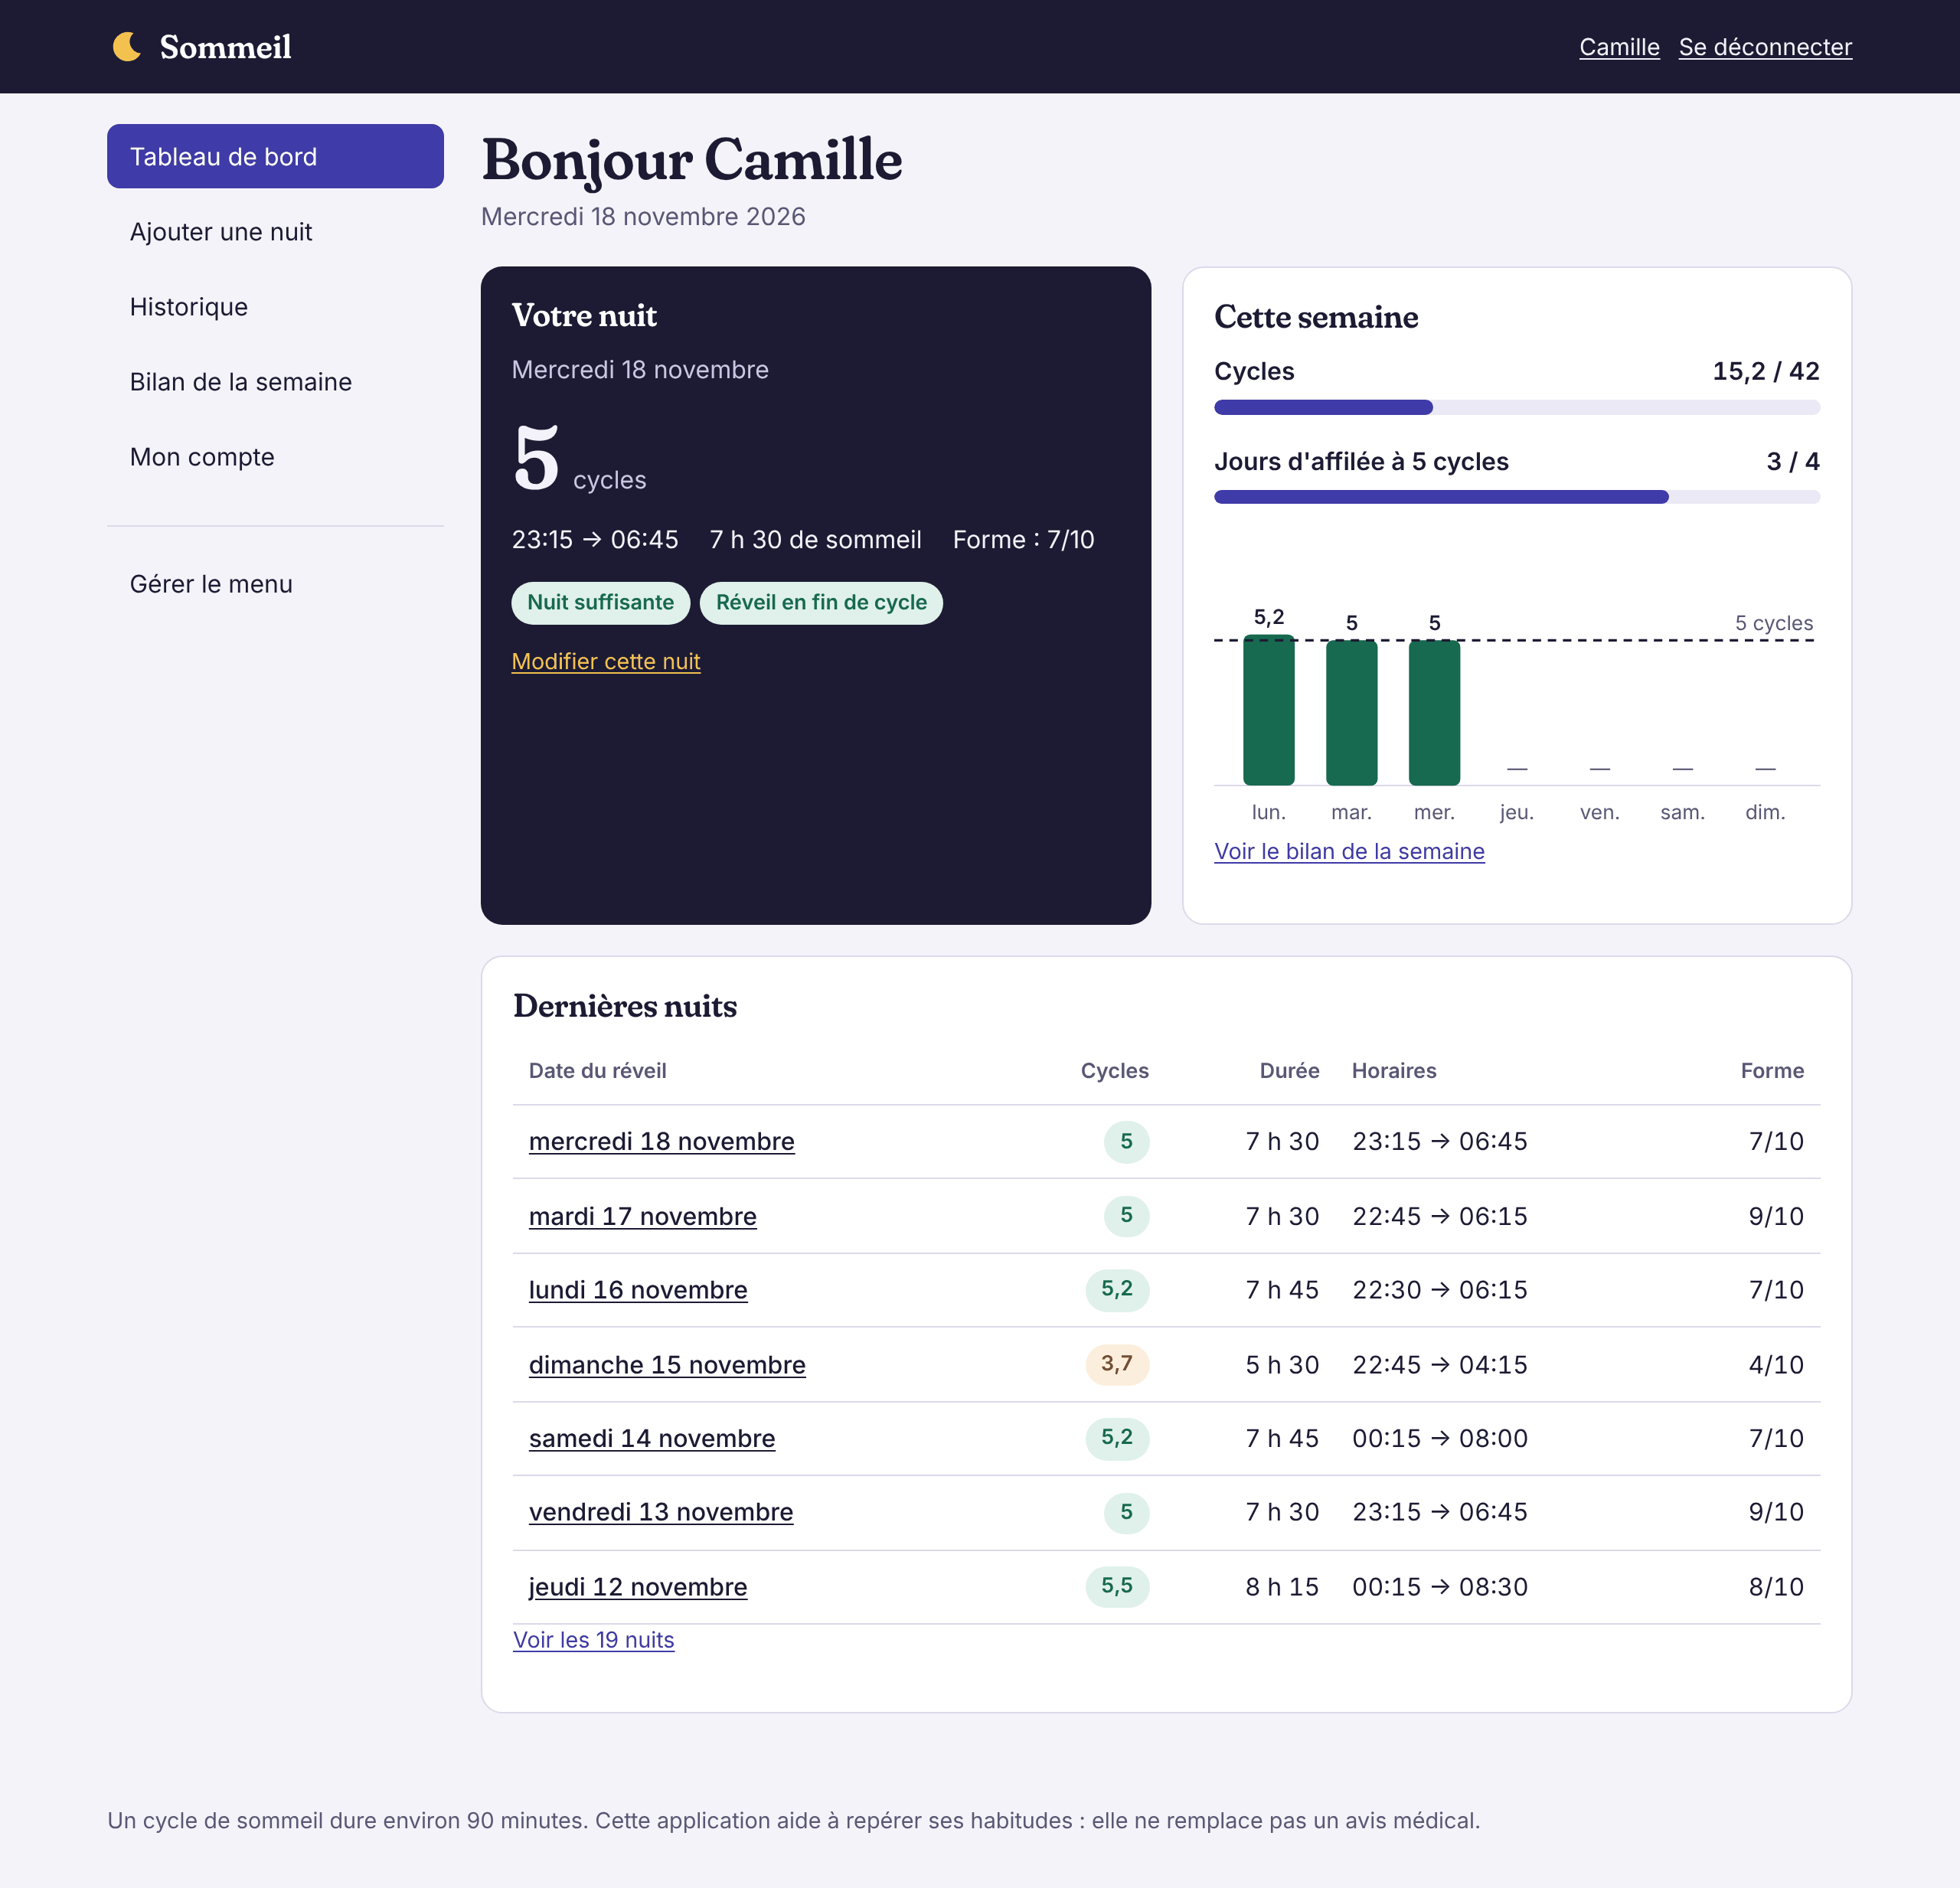 Sommeil
Camille Se déconnecter
Tableau de bord
Ajouter une nuit
Historique
Bilan de la semaine
Mon compte
Gérer le menu
Bonjour Camille
Mercredi 18 novembre 2026
Votre nuit
Mercredi 18 novembre
5 cycles
23:15 → 06:45 7 h 30 de sommeil Forme : 7/10
Nuit suffisante Réveil en fin de cycle
Modifier cette nuit
Cette semaine
Cycles 15,2 / 42
Jours d'affilée à 5 cycles 3 / 4
5,2 5 5 5 cycles
— — — —
lun. mar. mer. jeu. ven. sam. dim.
Voir le bilan de la semaine
Dernières nuits
Date du réveil Cycles Durée Horaires Forme
mercredi 18 novembre 5 7 h 30 23:15 → 06:45 7/10
mardi 17 novembre 5 7 h 30 22:45 → 06:15 9/10
lundi 16 novembre 5,2 7 h 45 22:30 → 06:15 7/10
dimanche 15 novembre 3,7 5 h 30 22:45 → 04:15 4/10
samedi 14 novembre 5,2 7 h 45 00:15 → 08:00 7/10
vendredi 13 novembre 5 7 h 30 23:15 → 06:45 9/10
jeudi 12 novembre 5,5 8 h 15 00:15 → 08:30 8/10
Voir les 19 nuits
Un cycle de sommeil dure environ 90 minutes. Cette application aide à repérer ses habitudes : elle ne remplace pas un avis médical.